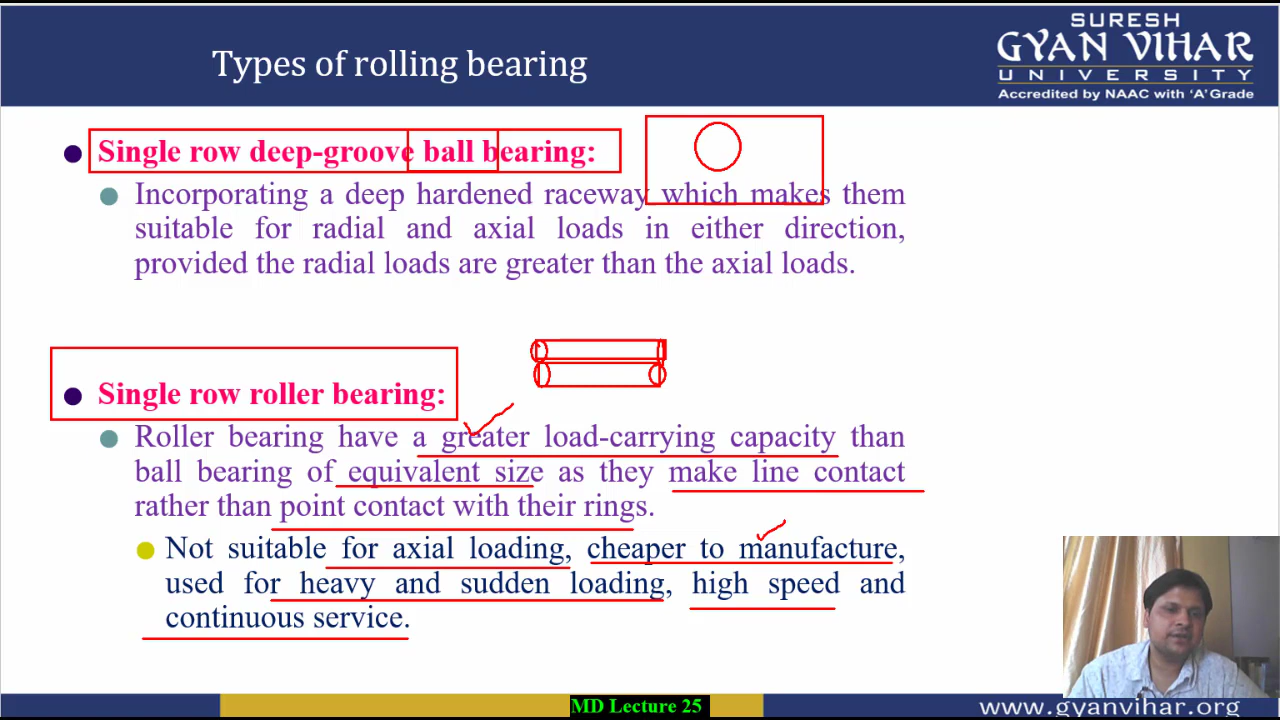 SURESH
GYAN VIHAR
UNIVERSITY
Accredited by NAAC with 'A' Grade
Types of rolling bearing
Single row deep-groove ball bearing:
Incorporating a deep hardened raceway which makes them
suitable for radial and axial loads in either direction,
provided the radial loads are greater than the axial loads.
Single row roller bearing:
Roller bearing have a greater load-carrying capacity than
ball bearing of equivalent size as they make line contact
rather than point contact with their rings.
Not suitable for axial loading, cheaper to manufacture,
used for heavy and sudden loading, high speed and
continuous service.
MD Lecture 25
www.gyanvihar.org